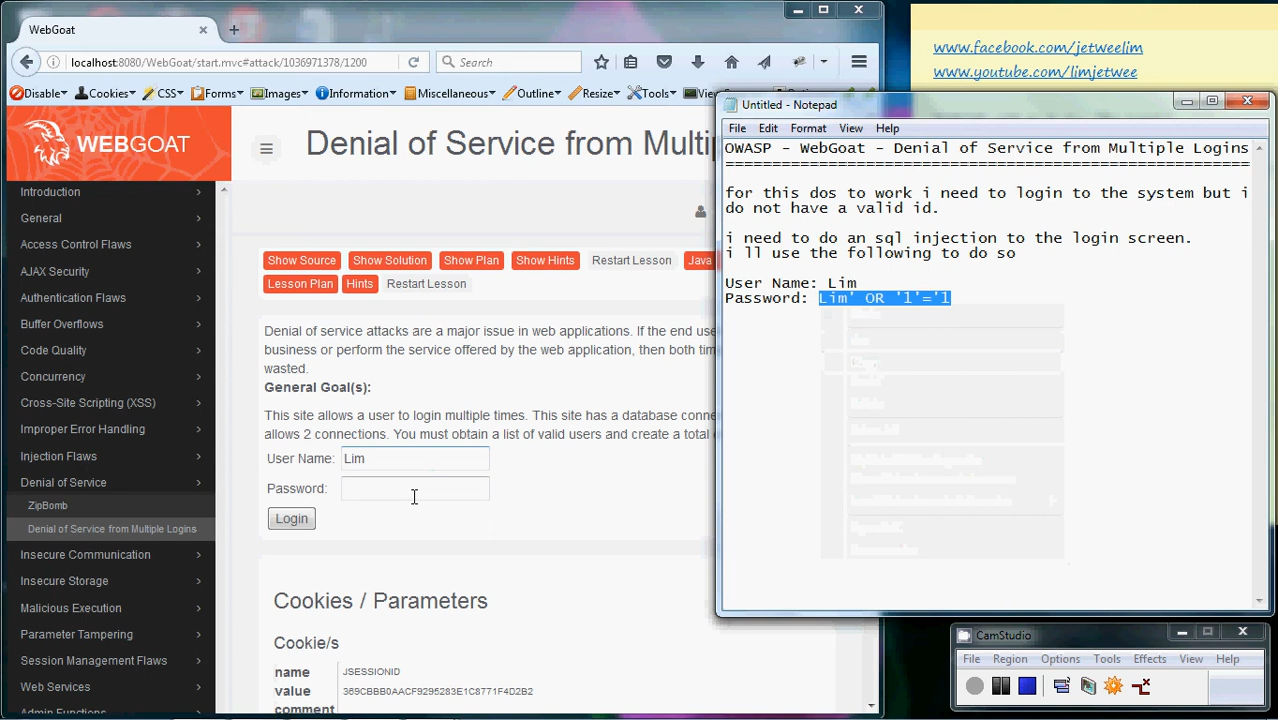 WebGoat
localhost:8080/WebGoat/start.mvc#attack/1036971378/1200
Search
Disable
Cookies
CSS
Forms
Images
Information
Miscellaneous
Outline
Resize
Tools
WEBGOAT
Denial of Service from Multi
Introduction
General
Access Control Flaws
AJAX Security
Authentication Flaws
Buffer Overflows
Code Quality
Concurrency
Cross-Site Scripting (XSS)
Improper Error Handling
Injection Flaws
Denial of Service
ZipBomb
Denial of Service from Multiple Logins
Insecure Communication
Insecure Storage
Malicious Execution
Parameter Tampering
Session Management Flaws
Web Services
Admin Functions
Show Source Show Solution Show Plan Show Hints Restart Lesson Java
Lesson Plan Hints Restart Lesson
Denial of service attacks are a major issue in web applications. If the end use
business or perform the service offered by the web application, then both tim
wasted.
General Goal(s):
This site allows a user to login multiple times. This site has a database conne
allows 2 connections. You must obtain a list of valid users and create a total o
User Name: Lim
Password:
Login
Cookies / Parameters
Cookie/s
name JSESSIONID
value 369CBBB0AACF9295283E1C8771F4D2B2
comment
www.facebook.com/jetweelim
www.youtube.com/limjetwee
Untitled - Notepad
File Edit Format View Help
OWASP - WebGoat - Denial of Service from Multiple Logins
========================================================
for this dos to work i need to login to the system but i
do not have a valid id.
i need to do an sql injection to the login screen.
i ll use the following to do so
User Name: Lim
Password: Lim' OR '1'='1
CamStudio
File Region Options Tools Effects View Help